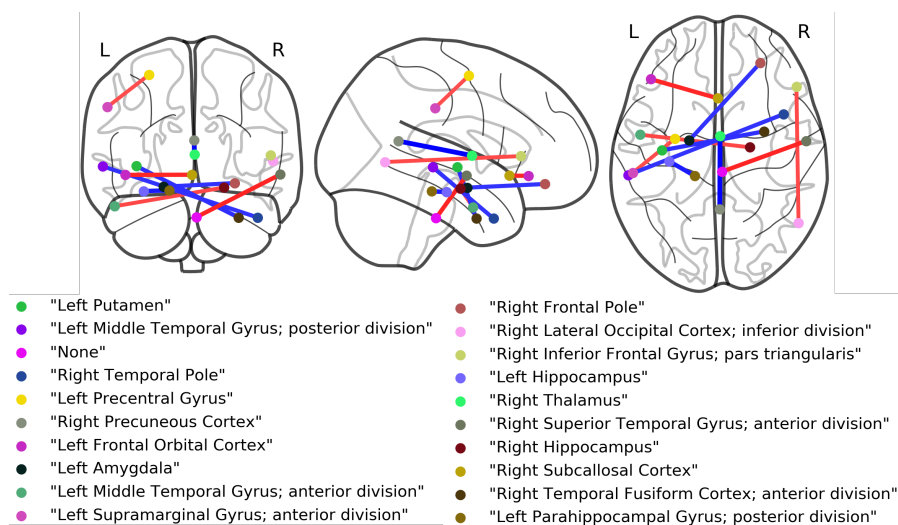 L R L R
"Left Putamen"
"Left Middle Temporal Gyrus; posterior division"
"None"
"Right Temporal Pole"
"Left Precentral Gyrus"
"Right Precuneous Cortex"
"Left Frontal Orbital Cortex"
"Left Amygdala"
"Left Middle Temporal Gyrus; anterior division"
"Left Supramarginal Gyrus; anterior division"
"Right Frontal Pole"
"Right Lateral Occipital Cortex; inferior division"
"Right Inferior Frontal Gyrus; pars triangularis"
"Left Hippocampus"
"Right Thalamus"
"Right Superior Temporal Gyrus; anterior division"
"Right Hippocampus"
"Right Subcallosal Cortex"
"Right Temporal Fusiform Cortex; anterior division"
"Left Parahippocampal Gyrus; posterior division"